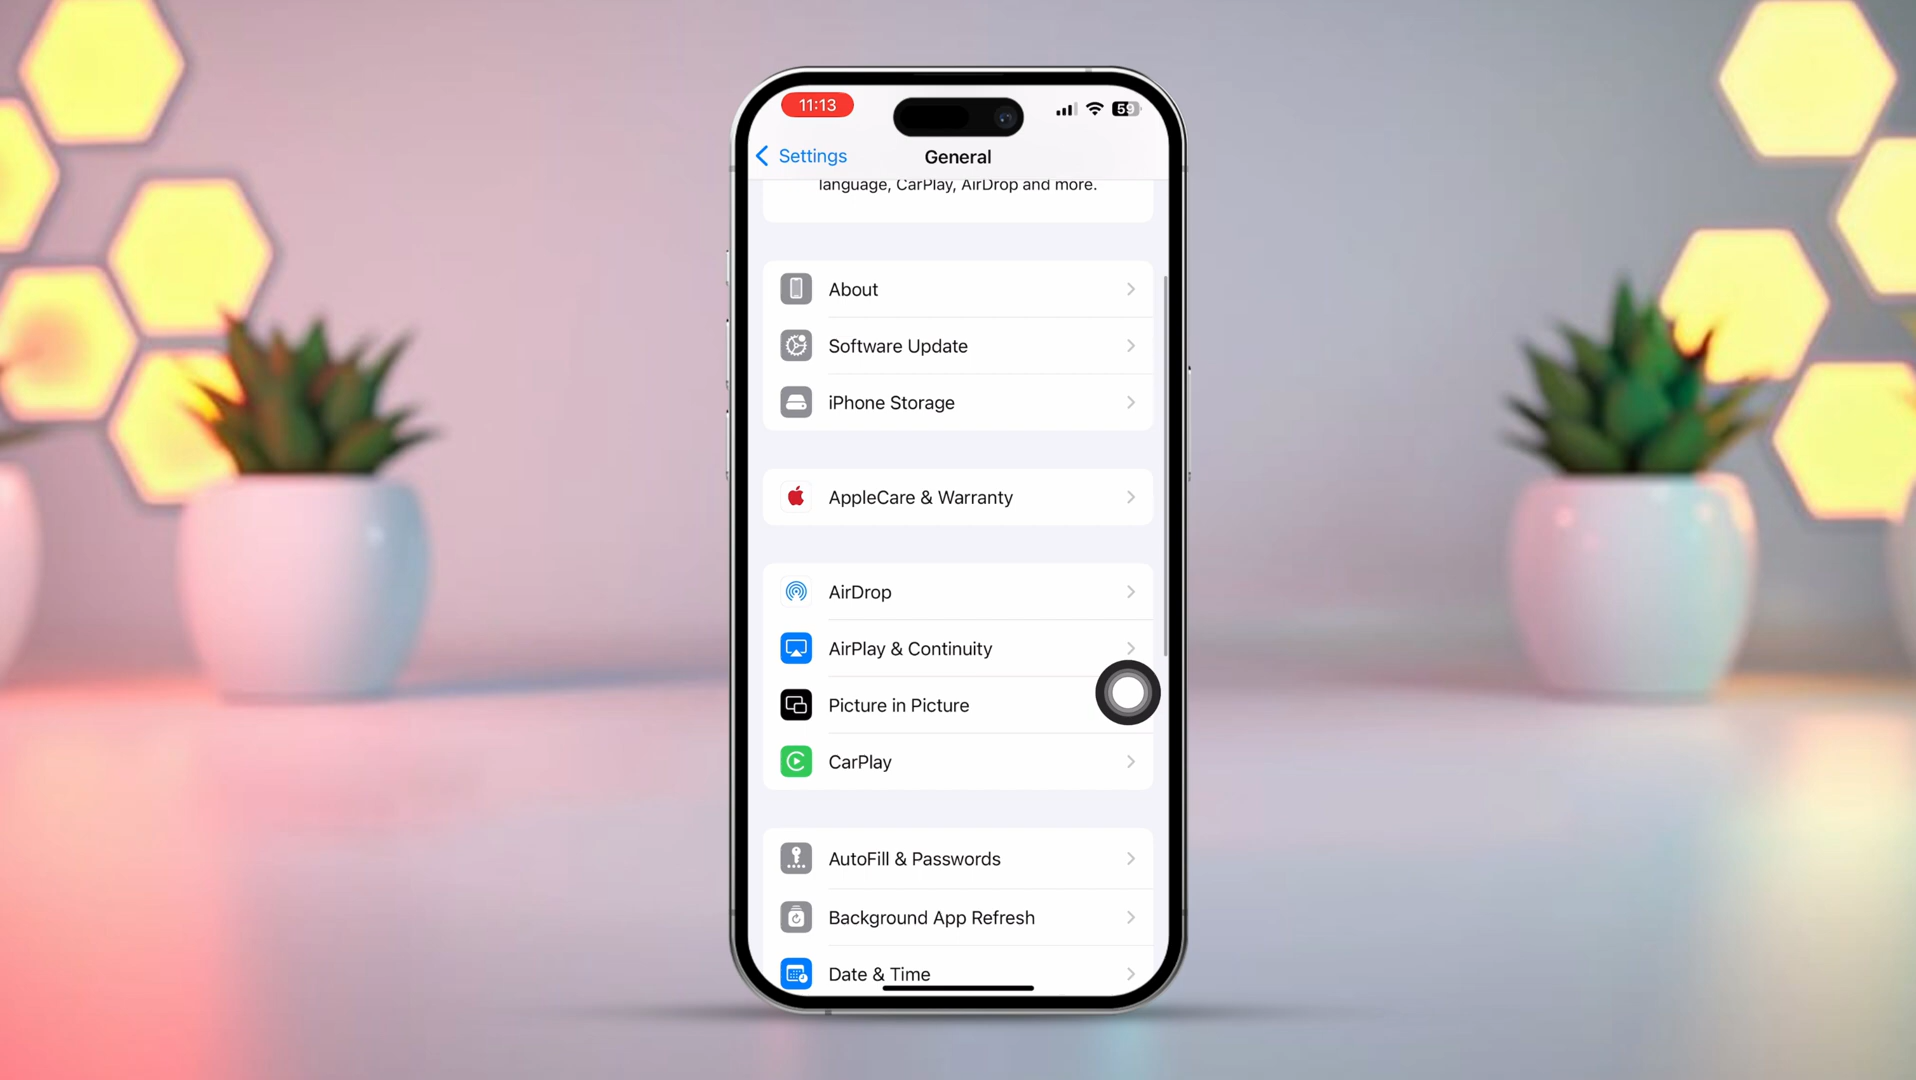 11:13
59
Settings
General
language, CarPlay, AirDrop and more.
About
Software Update
iPhone Storage
AppleCare & Warranty
AirDrop
AirPlay & Continuity
Picture in Picture
CarPlay
AutoFill & Passwords
Background App Refresh
Date & Time